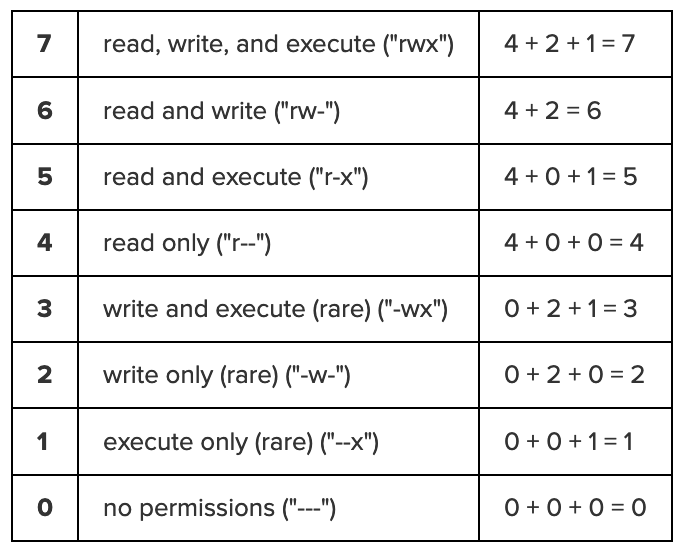 7 read, write, and execute ("rwx") 4 + 2 + 1 = 7
6 read and write ("rw-") 4 + 2 = 6
5 read and execute ("r-x") 4 + 0 + 1 = 5
4 read only ("r--") 4 + 0 + 0 = 4
3 write and execute (rare) ("-wx") 0 + 2 + 1 = 3
2 write only (rare) ("-w-") 0 + 2 + 0 = 2
1 execute only (rare) ("--x") 0 + 0 + 1 = 1
0 no permissions ("---") 0 + 0 + 0 = 0